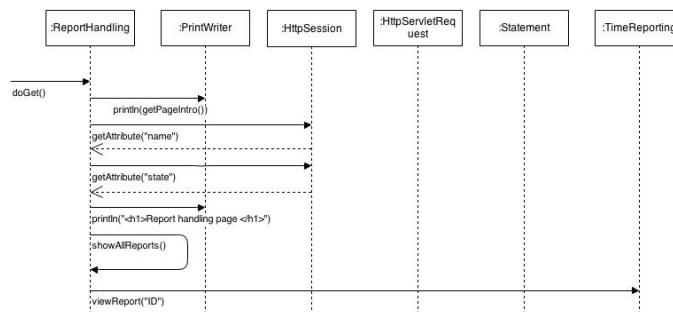 :ReportHandling
:PrintWriter
:HttpSession
:HttpServletReq
uest
:Statement
:TimeReporting
doGet()
println(getPageIntro())
getAttribute("name")
getAttribute("state")
println("<h1>Report handling page </h1>")
showAllReports()
viewReport("ID")